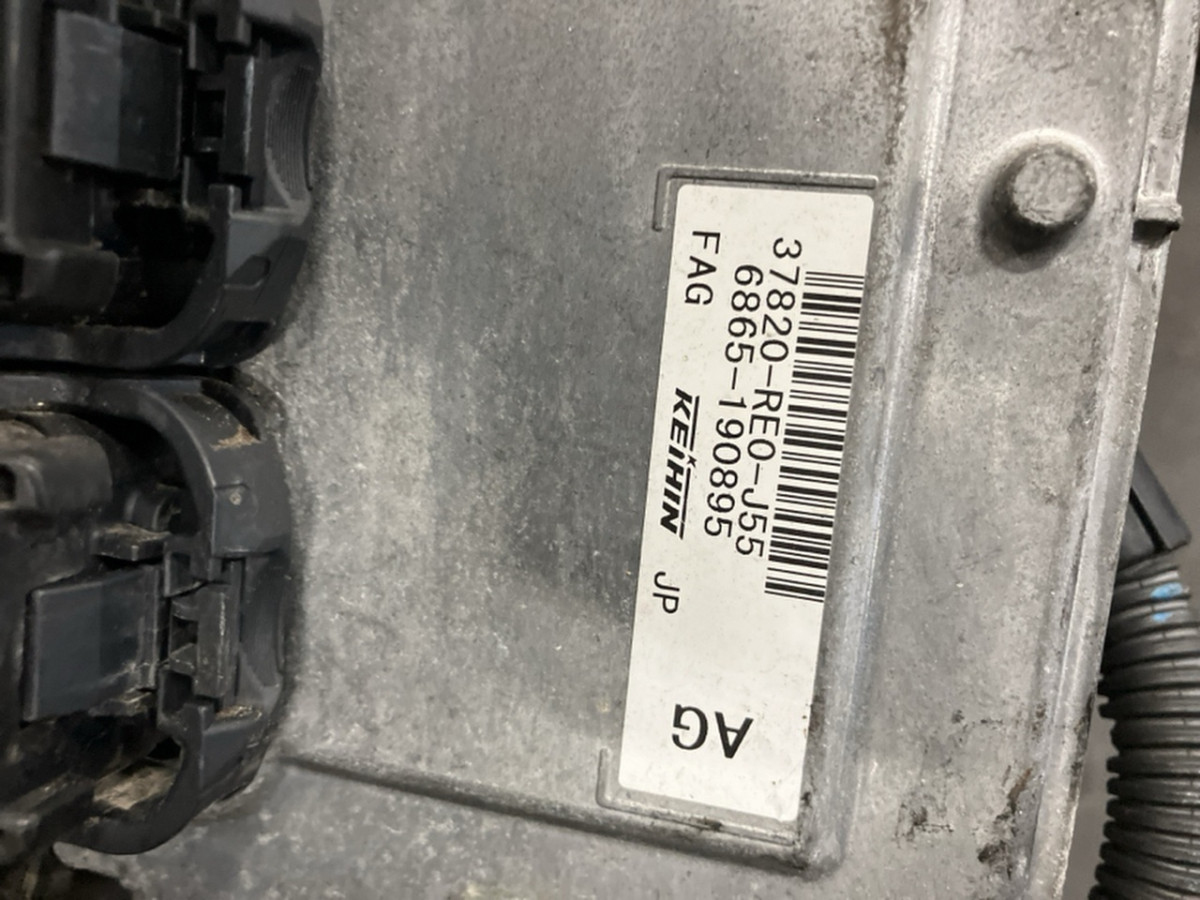 37820-RE0-J55
6865-190895
FAG KEIHIN JP
AG